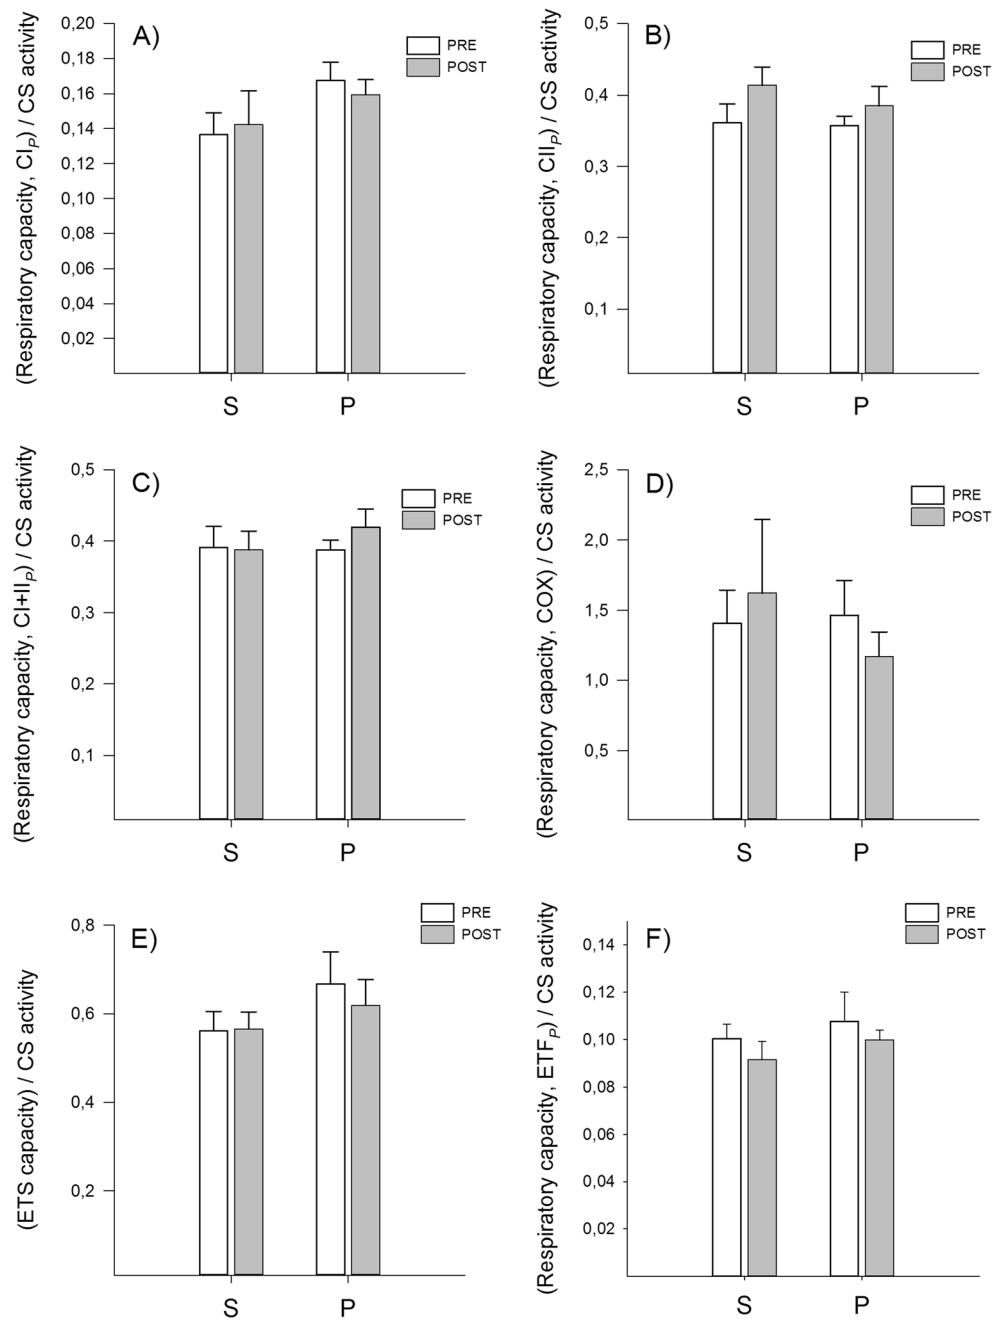 A)
(Respiratory capacity, CIP) / CS activity
0,20
0,18
0,16
0,14
0,12
0,10
0,08
0,06
0,04
0,02
PRE
POST
S
P
B)
(Respiratory capacity, CIIP) / CS activity
0,5
0,4
0,3
0,2
0,1
PRE
POST
S
P
C)
(Respiratory capacity, CI+IIP) / CS activity
0,5
0,4
0,3
0,2
0,1
PRE
POST
S
P
D)
(Respiratory capacity, COX) / CS activity
2,5
2,0
1,5
1,0
0,5
PRE
POST
S
P
E)
(ETS capacity) / CS activity
0,8
0,6
0,4
0,2
PRE
POST
S
P
F)
(Respiratory capacity, ETFP) / CS activity
0,14
0,12
0,10
0,08
0,06
0,04
0,02
PRE
POST
S
P